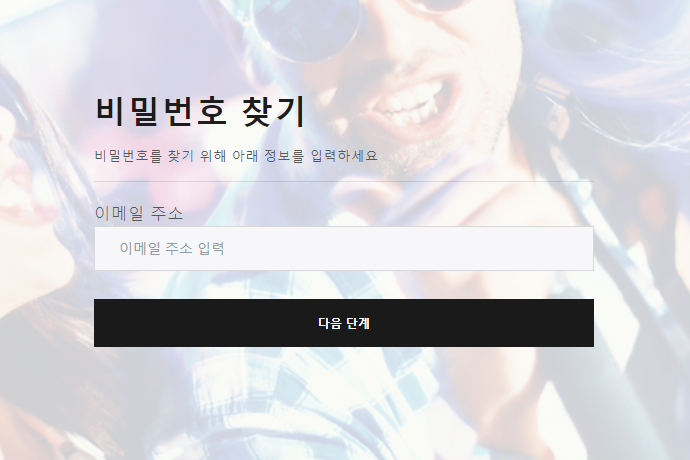 비밀번호 찾기
비밀번호를 찾기 위해 아래 정보를 입력하세요
이메일 주소
이메일 주소 입력
다음 단계